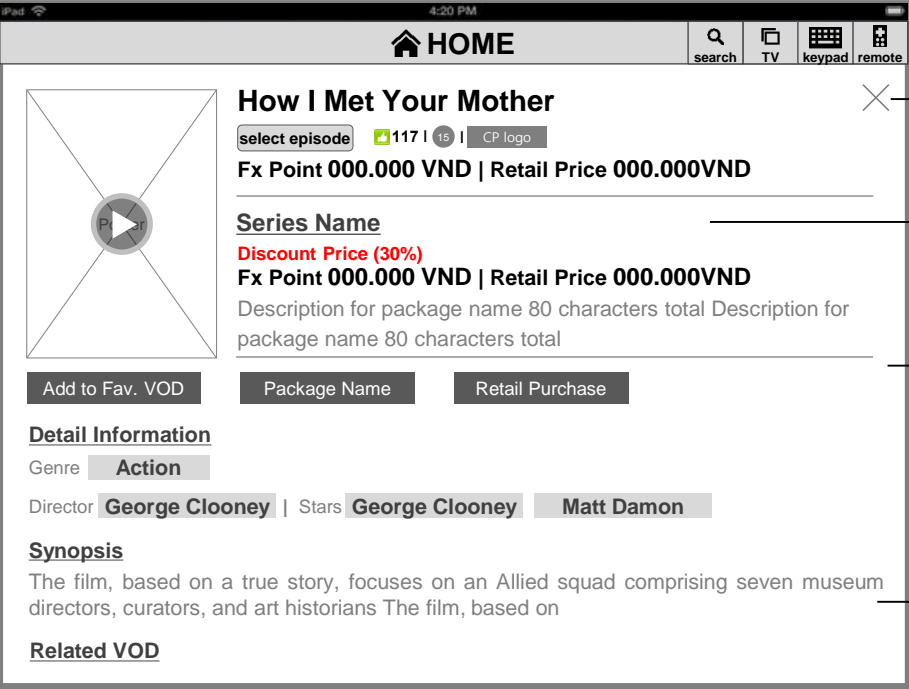 iPad 4:20 PM
HOME
search TV keypad remote
How I Met Your Mother
select episode 117 | 15 | CP logo
Fx Point 000.000 VND | Retail Price 000.000VND
Poster
Series Name
Discount Price (30%)
Fx Point 000.000 VND | Retail Price 000.000VND
Description for package name 80 characters total Description for
package name 80 characters total
Add to Fav. VOD Package Name Retail Purchase
Detail Information
Genre Action
Director George Clooney | Stars George Clooney Matt Damon
Synopsis
The film, based on a true story, focuses on an Allied squad comprising seven museum
directors, curators, and art historians The film, based on
Related VOD